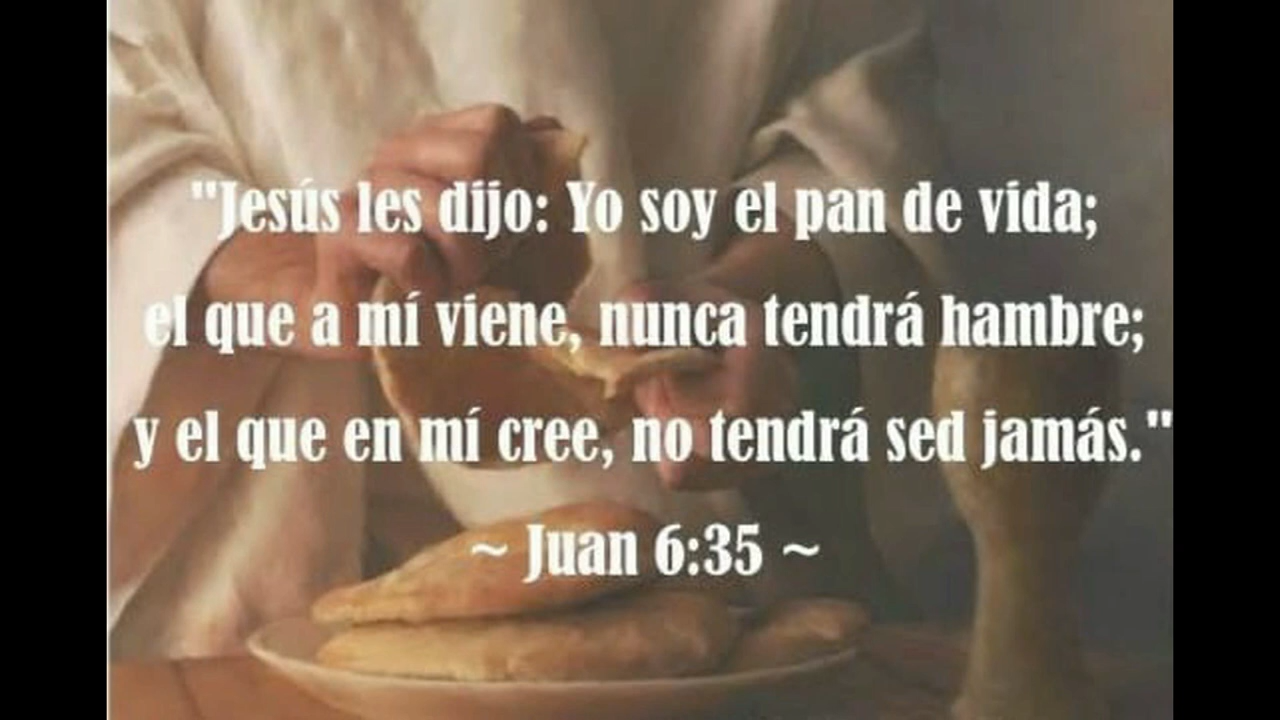 "Jesús les dijo: Yo soy el pan de vida;
el que a mí viene, nunca tendrá hambre;
y el que en mí cree, no tendrá sed jamás."
~ Juan 6:35 ~